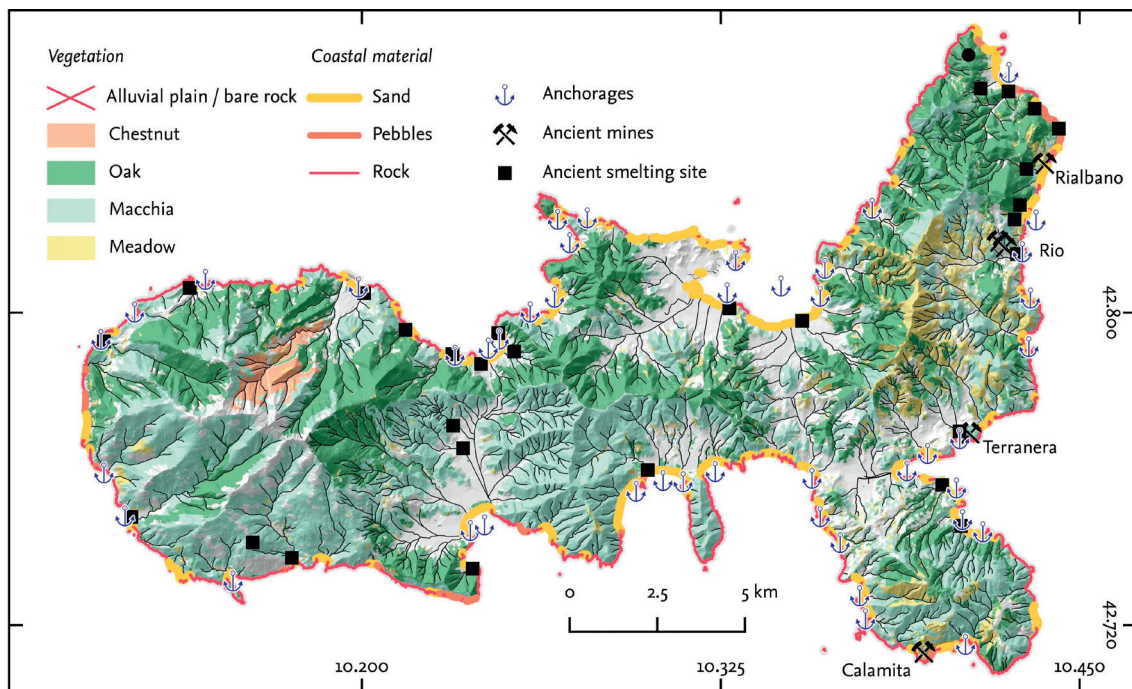 Vegetation
Alluvial plain / bare rock
Chestnut
Oak
Macchia
Meadow
Coastal material
Sand
Pebbles
Rock
Anchorages
Ancient mines
Ancient smelting site
Rialbano
Rio
Terranera
Calamita
0 2.5 5 km
10.200 10.325 10.450
42.800
42.720